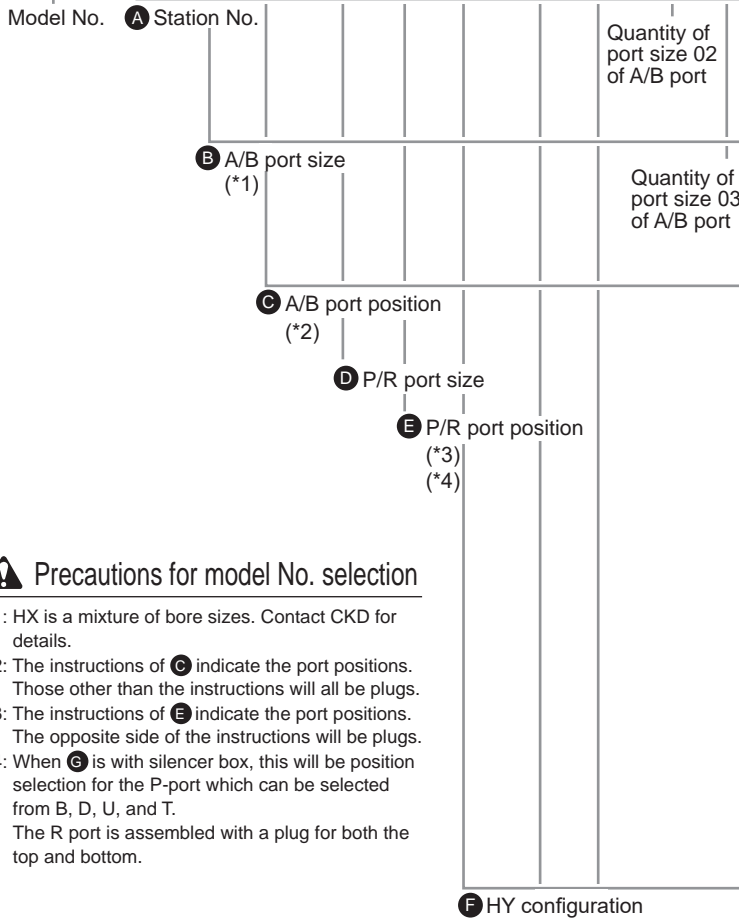 Model No.
A Station No.
Quantity of
port size 02
of A/B port
B A/B port size
(*1)
Quantity of
port size 03
of A/B port
C A/B port position
(*2)
D P/R port size
E P/R port position
(*3)
(*4)
Precautions for model No. selection
: HX is a mixture of bore sizes. Contact CKD for
details.
: The instructions of C indicate the port positions.
Those other than the instructions will all be plugs.
: The instructions of E indicate the port positions.
The opposite side of the instructions will be plugs.
: When G is with silencer box, this will be position
selection for the P-port which can be selected
from B, D, U, and T.
The R port is assembled with a plug for both the
top and bottom.
F HY configuration